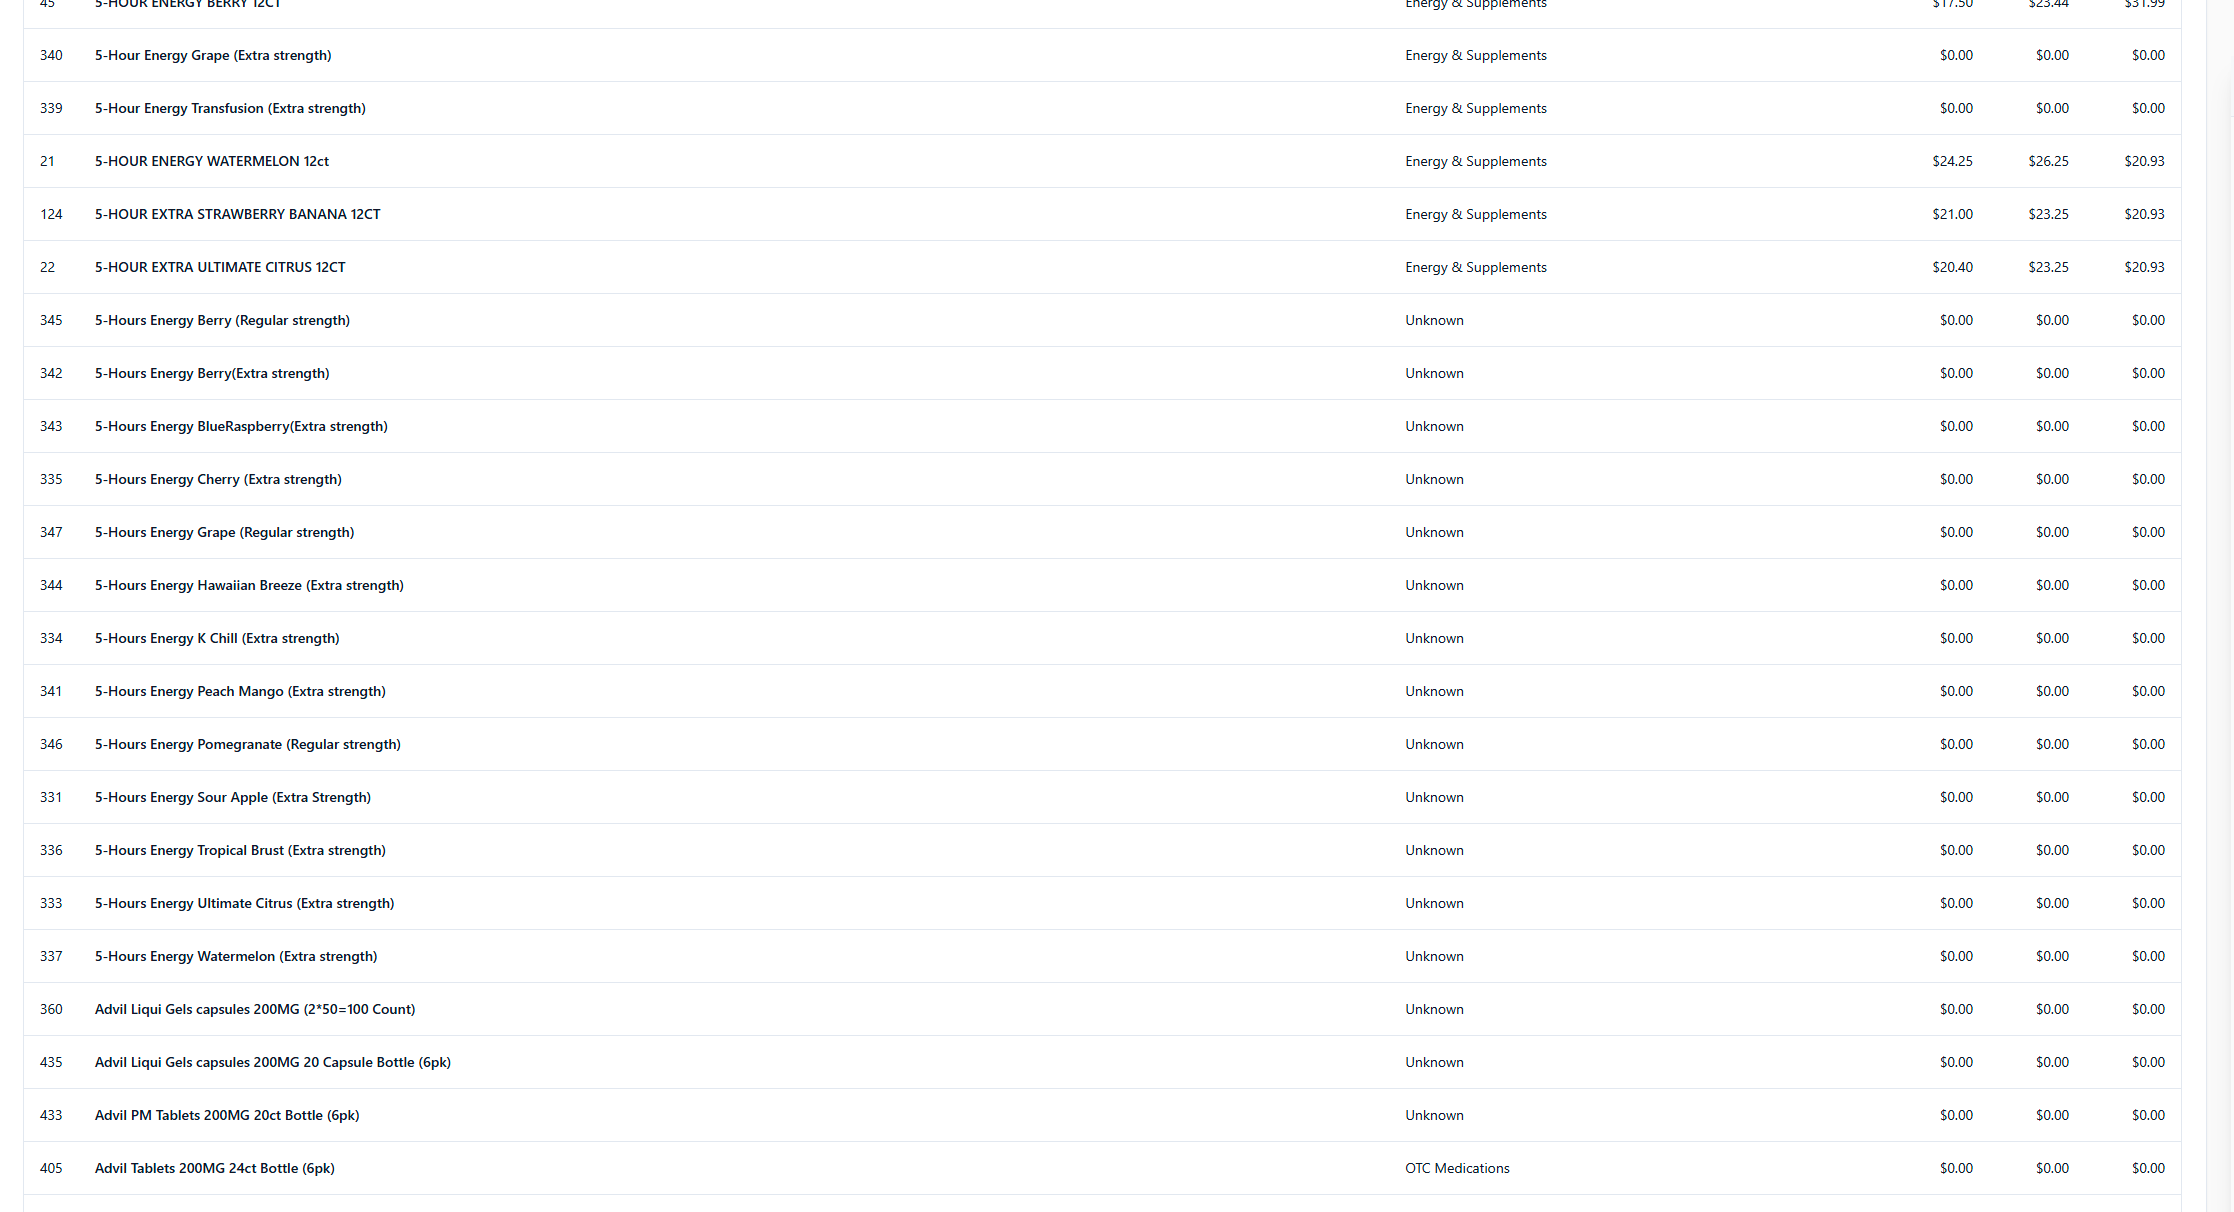 45 5-HOUR ENERGY BERRY 12CT Energy & Supplements $17.50 $23.44 $31.99
340 5-Hour Energy Grape (Extra strength) Energy & Supplements $0.00 $0.00 $0.00
339 5-Hour Energy Transfusion (Extra strength) Energy & Supplements $0.00 $0.00 $0.00
21 5-HOUR ENERGY WATERMELON 12ct Energy & Supplements $24.25 $26.25 $20.93
124 5-HOUR EXTRA STRAWBERRY BANANA 12CT Energy & Supplements $21.00 $23.25 $20.93
22 5-HOUR EXTRA ULTIMATE CITRUS 12CT Energy & Supplements $20.40 $23.25 $20.93
345 5-Hours Energy Berry (Regular strength) Unknown $0.00 $0.00 $0.00
342 5-Hours Energy Berry(Extra strength) Unknown $0.00 $0.00 $0.00
343 5-Hours Energy BlueRaspberry(Extra strength) Unknown $0.00 $0.00 $0.00
335 5-Hours Energy Cherry (Extra strength) Unknown $0.00 $0.00 $0.00
347 5-Hours Energy Grape (Regular strength) Unknown $0.00 $0.00 $0.00
344 5-Hours Energy Hawaiian Breeze (Extra strength) Unknown $0.00 $0.00 $0.00
334 5-Hours Energy K Chill (Extra strength) Unknown $0.00 $0.00 $0.00
341 5-Hours Energy Peach Mango (Extra strength) Unknown $0.00 $0.00 $0.00
346 5-Hours Energy Pomegranate (Regular strength) Unknown $0.00 $0.00 $0.00
331 5-Hours Energy Sour Apple (Extra Strength) Unknown $0.00 $0.00 $0.00
336 5-Hours Energy Tropical Brust (Extra strength) Unknown $0.00 $0.00 $0.00
333 5-Hours Energy Ultimate Citrus (Extra strength) Unknown $0.00 $0.00 $0.00
337 5-Hours Energy Watermelon (Extra strength) Unknown $0.00 $0.00 $0.00
360 Advil Liqui Gels capsules 200MG (2*50=100 Count) Unknown $0.00 $0.00 $0.00
435 Advil Liqui Gels capsules 200MG 20 Capsule Bottle (6pk) Unknown $0.00 $0.00 $0.00
433 Advil PM Tablets 200MG 20ct Bottle (6pk) Unknown $0.00 $0.00 $0.00
405 Advil Tablets 200MG 24ct Bottle (6pk) OTC Medications $0.00 $0.00 $0.00